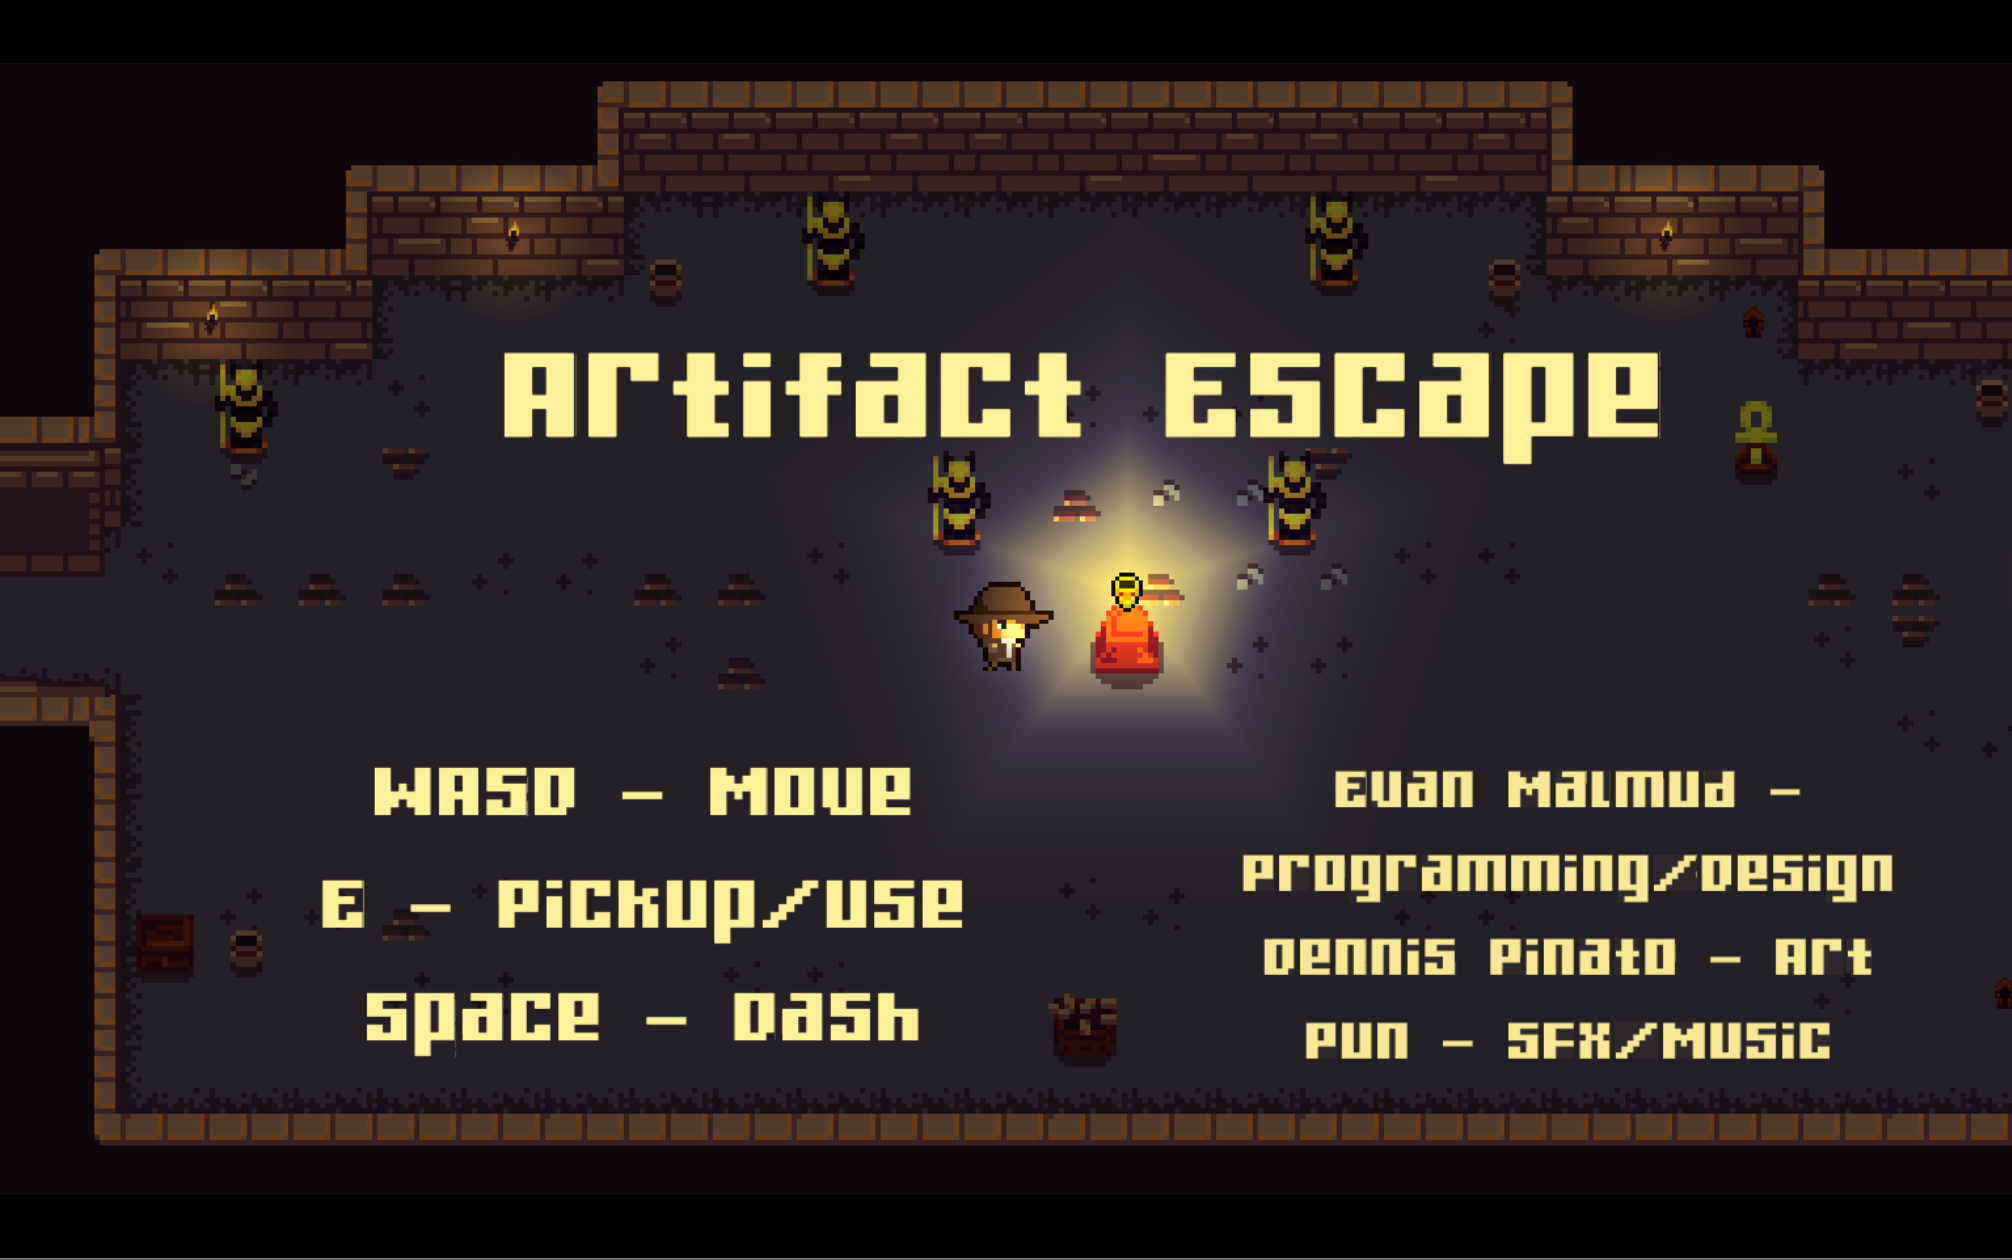 Artifact Escape
WASD - Move
E - Pickup/Use
Space - Dash
Evan Malmud -
Programming/Design
Dennis Pinato - Art
Pun - SFX/Music